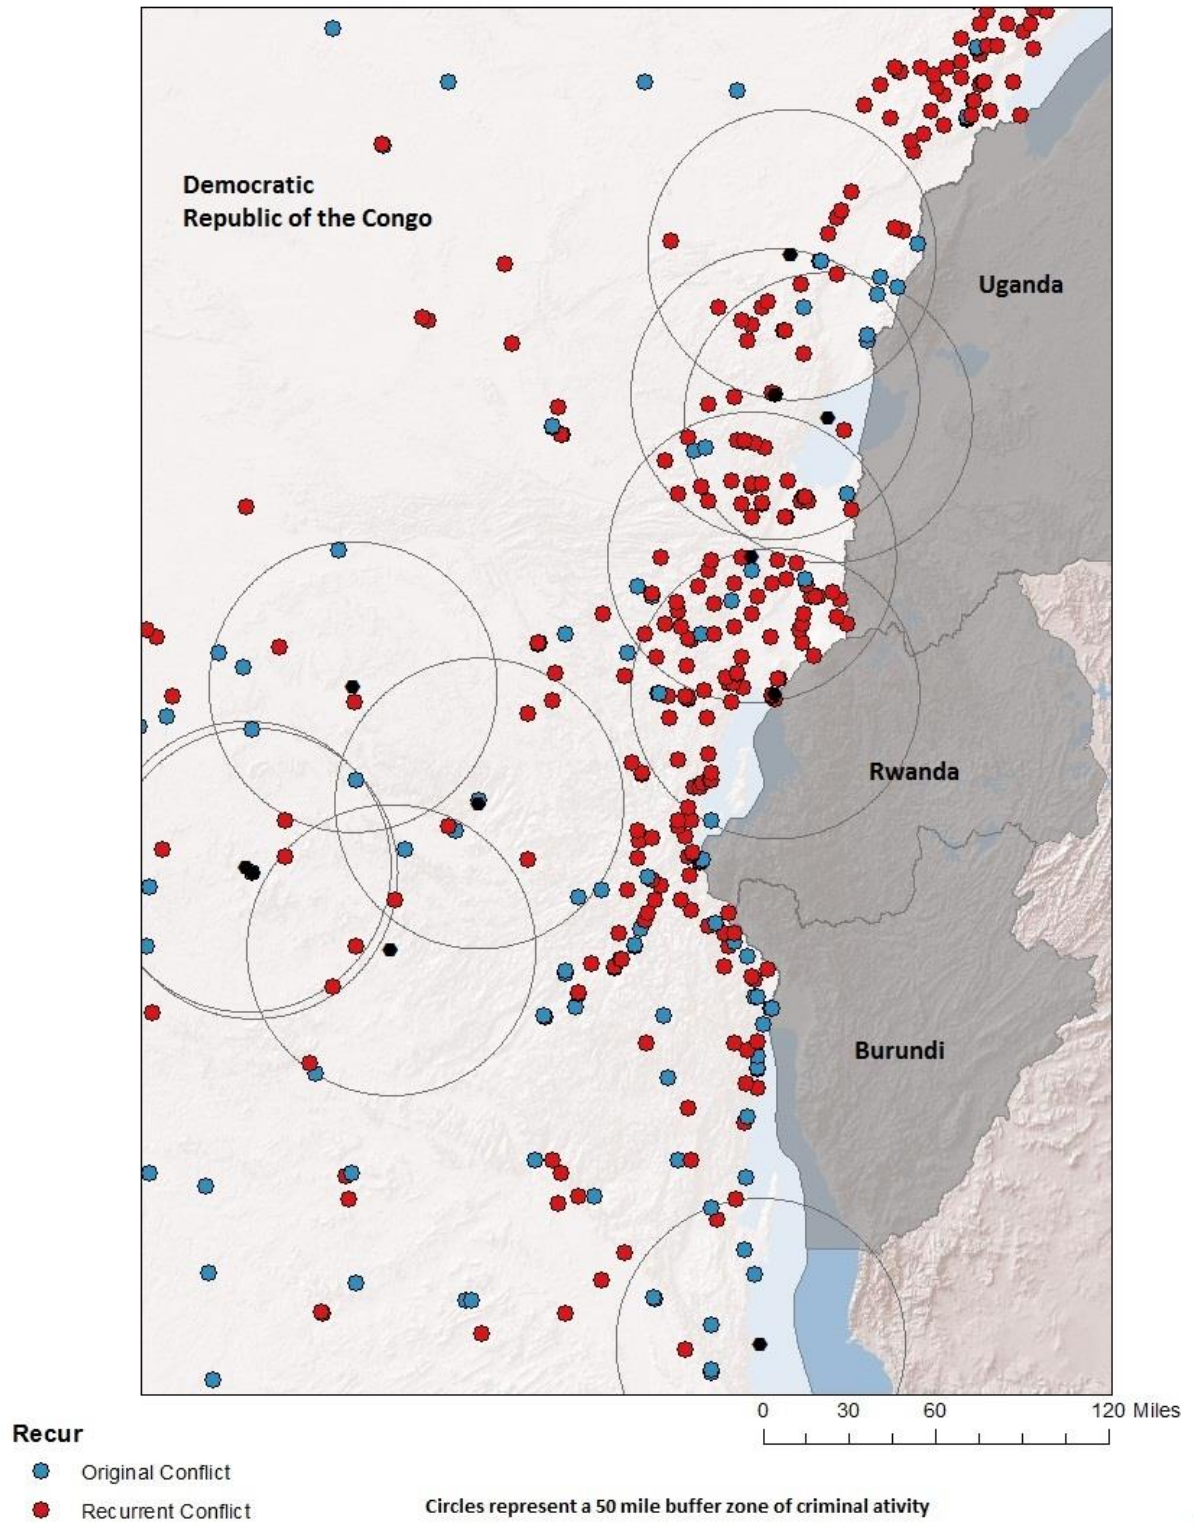 Democratic
Republic of the Congo
Uganda
Rwanda
Burundi
0 30 60 120 Miles
Recur
Original Conflict
Recurrent Conflict
Circles represent a 50 mile buffer zone of criminal ativity